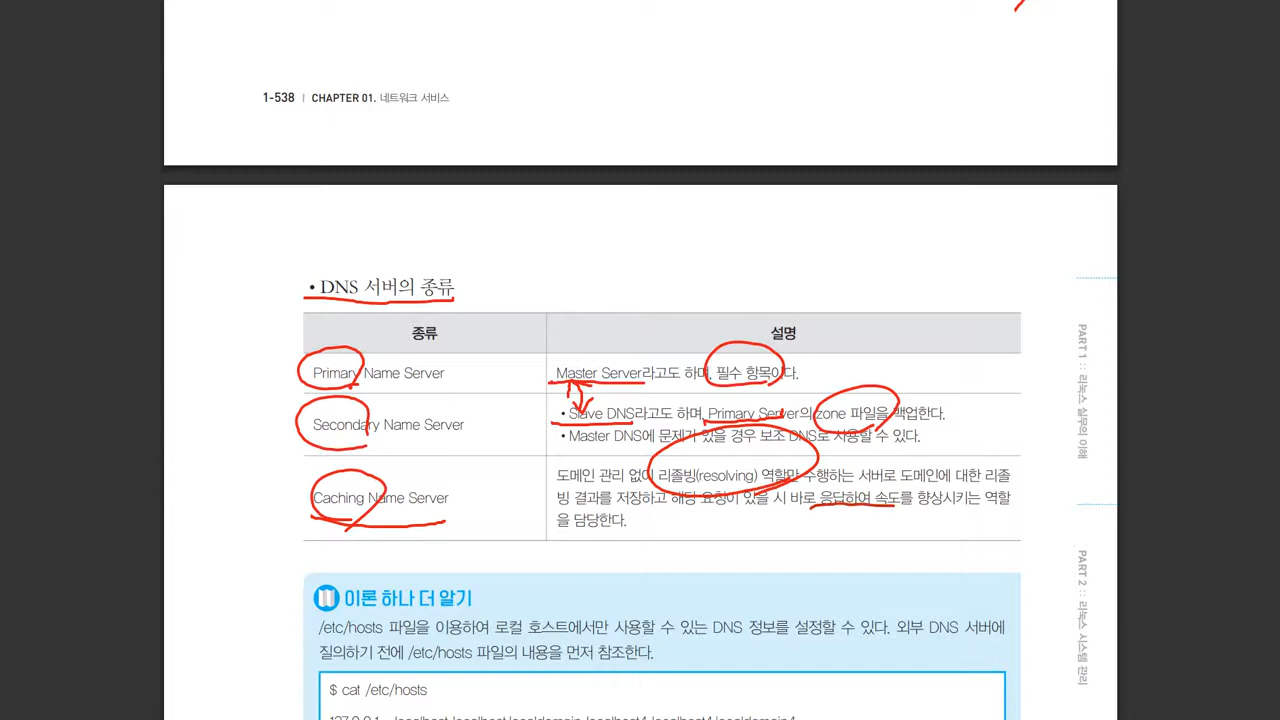 1-538 | CHAPTER 01. 네트워크 서비스
• DNS 서버의 종류
종류 설명
Primary Name Server Master Server라고도 하며, 필수 항목이다.
Secondary Name Server
• Slave DNS라고도 하며, Primary Server의 zone 파일을 백업한다.
• Master DNS에 문제가 있을 경우 보조 DNS로 사용할 수 있다.
Caching Name Server
도메인 관리 없이 리졸빙(resolving) 역할만 수행하는 서버로 도메인에 대한 리졸
빙 결과를 저장하고 해당 요청이 있을 시 바로 응답하여 속도를 향상시키는 역할
을 담당한다.
이론 하나 더 알기
/etc/hosts 파일을 이용하여 로컬 호스트에서만 사용할 수 있는 DNS 정보를 설정할 수 있다. 외부 DNS 서버에
질의하기 전에 /etc/hosts 파일의 내용을 먼저 참조한다.
$ cat /etc/hosts
PART 1 :: 리눅스 실무의 이해
PART 2 :: 리눅스 시스템 관리